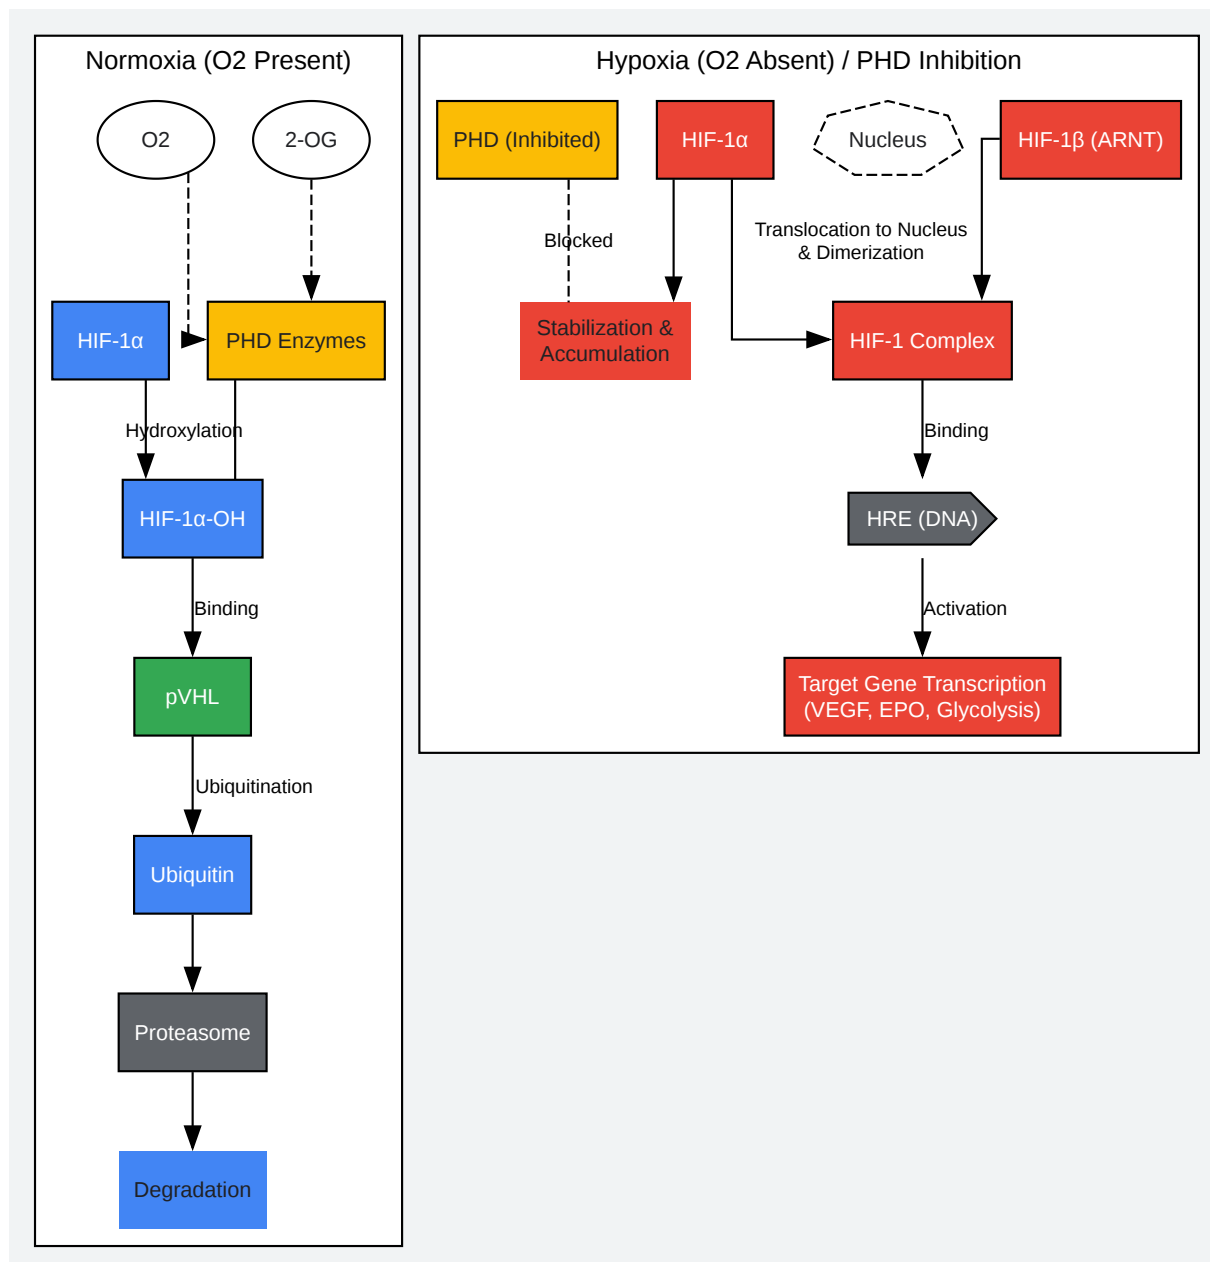 Normoxia (O2 Present)
O2
2-OG
HIF-1α
PHD Enzymes
Hydroxylation
HIF-1α-OH
Binding
pVHL
Ubiquitination
Ubiquitin
Proteasome
Degradation
Hypoxia (O2 Absent) / PHD Inhibition
PHD (Inhibited)
HIF-1α
Nucleus
HIF-1β (ARNT)
Blocked
Translocation to Nucleus
& Dimerization
Stabilization &
Accumulation
HIF-1 Complex
Binding
HRE (DNA)
Activation
Target Gene Transcription
(VEGF, EPO, Glycolysis)